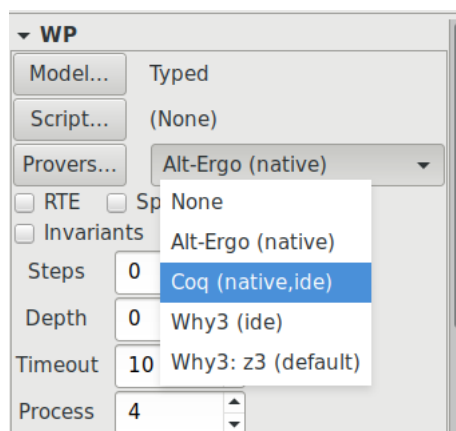 WP
Model... Typed
Script... (None)
Provers... Alt-Ergo (native)
RTE Sp None
Invariants Alt-Ergo (native)
Steps 0 Coq (native,ide)
Depth 0 Why3 (ide)
Timeout 10 Why3: z3 (default)
Process 4